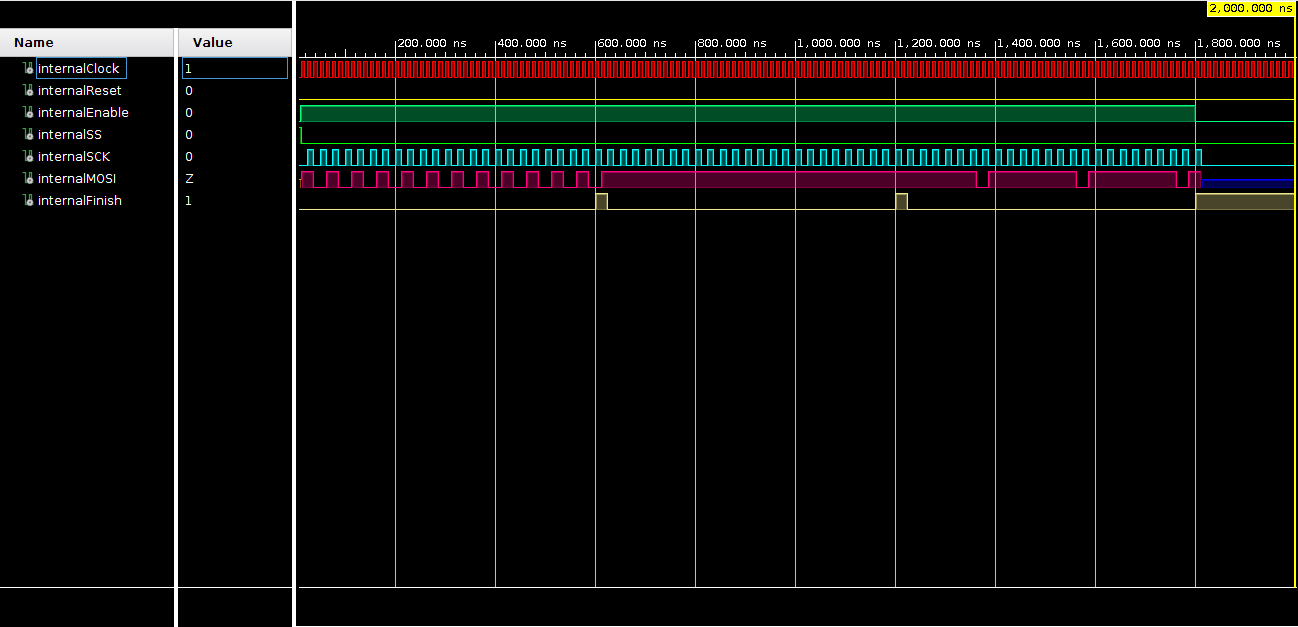 2,000.000 ns
Name Value
200.000 ns 400.000 ns 600.000 ns 800.000 ns 1,000.000 ns 1,200.000 ns 1,400.000 ns 1,600.000 ns 1,800.000 ns
internalClock 1
internalReset 0
internalEnable 0
internalSS 0
internalSCK 0
internalMOSI Z
internalFinish 1